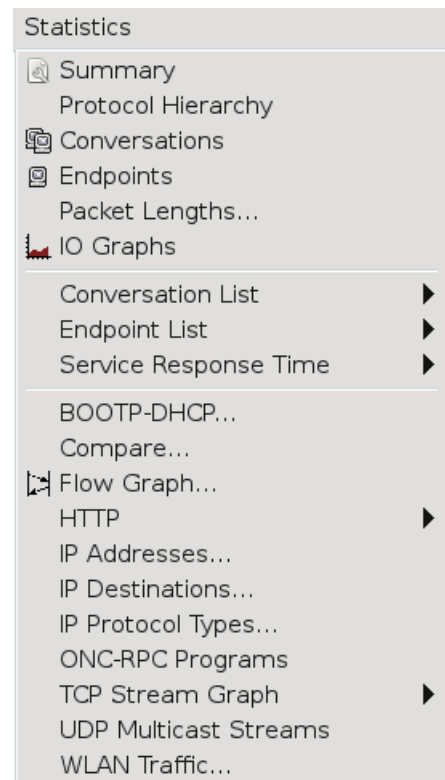 Statistics
Summary
Protocol Hierarchy
Conversations
Endpoints
Packet Lengths...
IO Graphs
Conversation List
Endpoint List
Service Response Time
BOOTP-DHCP...
Compare...
Flow Graph...
HTTP
IP Addresses...
IP Destinations...
IP Protocol Types...
ONC-RPC Programs
TCP Stream Graph
UDP Multicast Streams
WLAN Traffic...